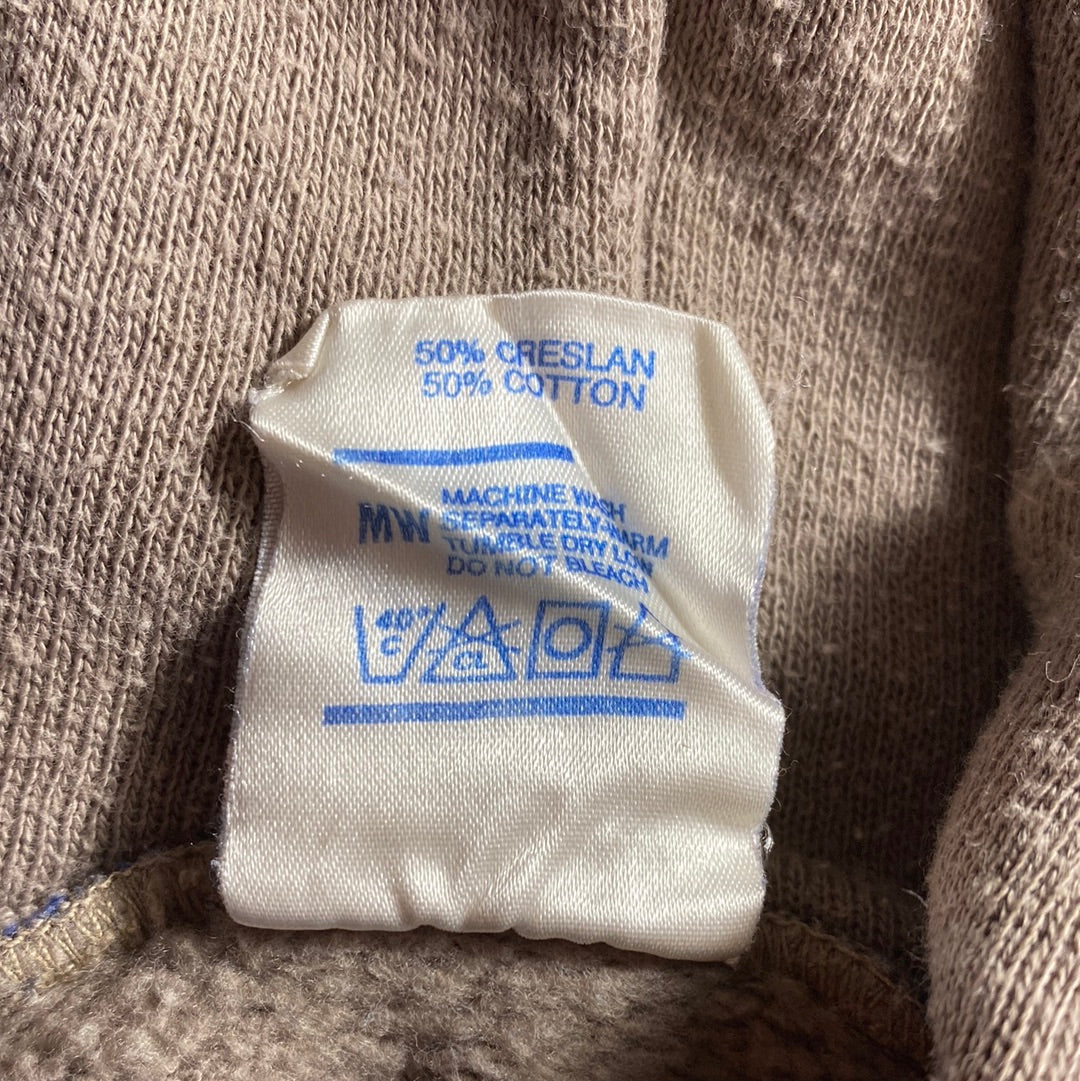 50% CRESLAN
50% COTTON
MW
MACHINE WASH
SEPARATELY-WARM
TUMBLE DRY LOW
DO NOT BLEACH
40°
C
CL